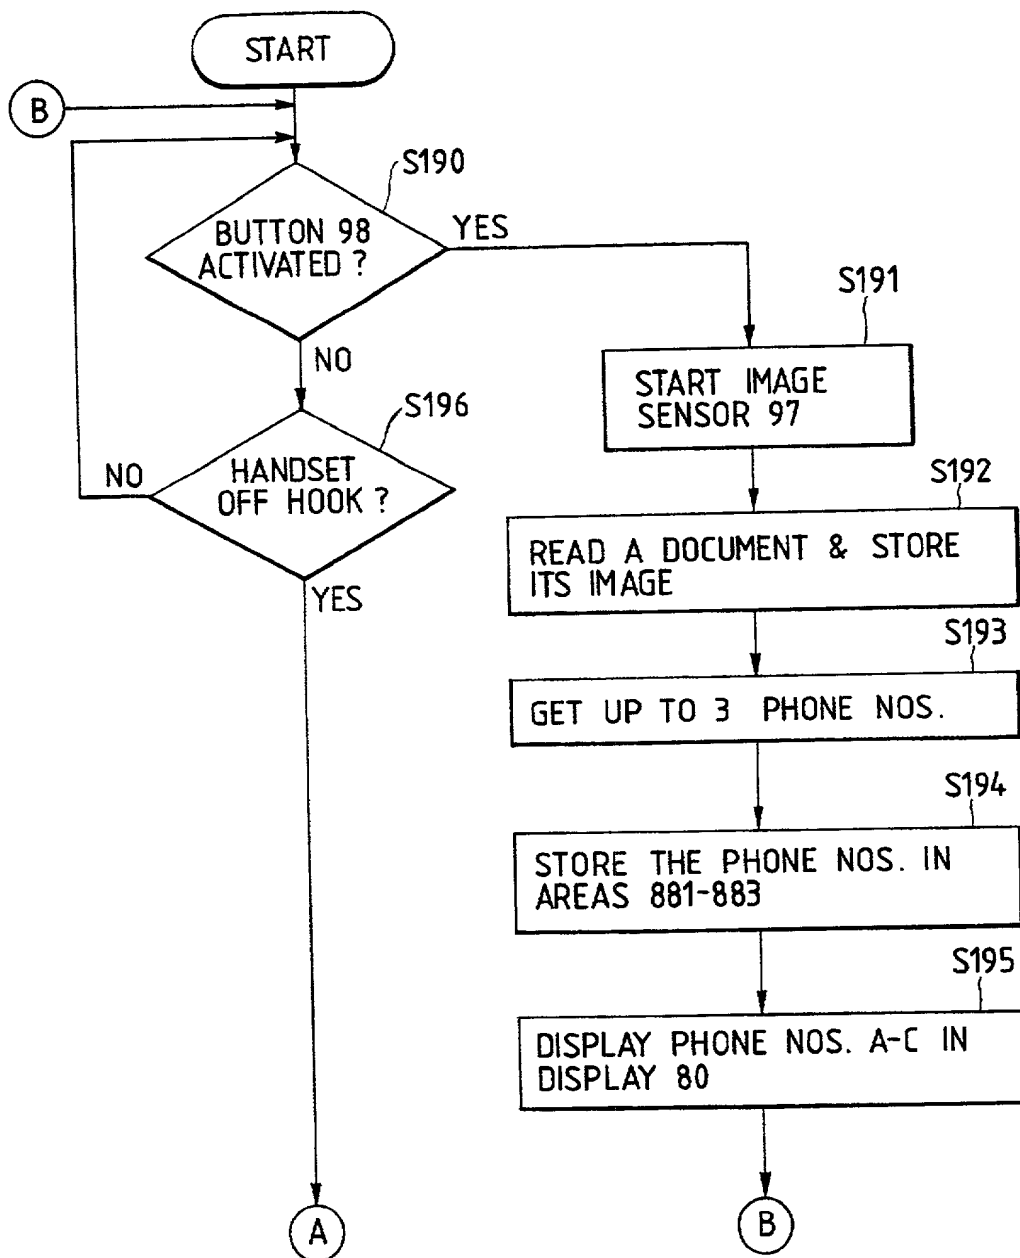 START
B
S190
BUTTON 98
ACTIVATED ?
YES
NO
S191
START IMAGE
SENSOR 97
S196
HANDSET
OFF HOOK ?
NO
YES
S192
READ A DOCUMENT & STORE
ITS IMAGE
S193
GET UP TO 3 PHONE NOS.
S194
STORE THE PHONE NOS. IN
AREAS 881-883
S195
DISPLAY PHONE NOS. A-C IN
DISPLAY 80
A
B